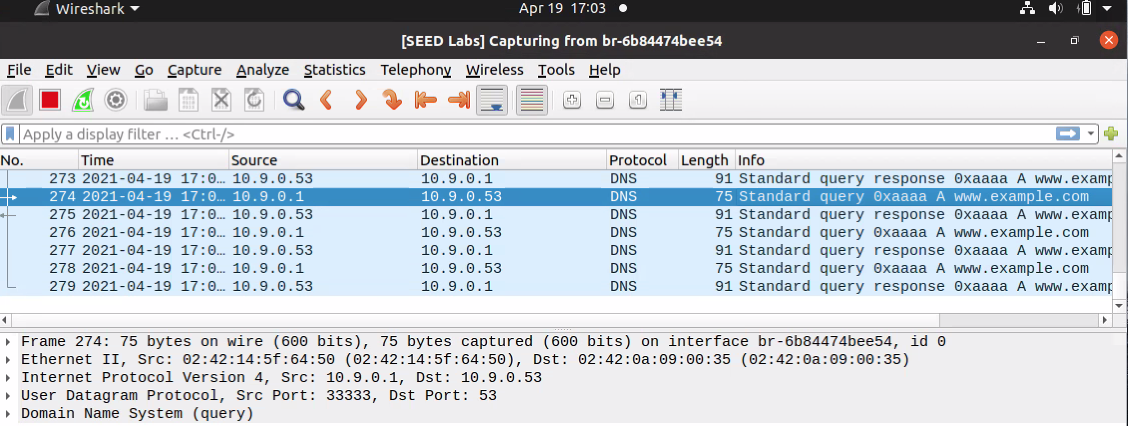 Wireshark Apr 19 17:03
[SEED Labs] Capturing from br-6b84474bee54
File Edit View Go Capture Analyze Statistics Telephony Wireless Tools Help
Apply a display filter … <Ctrl-/>
No. Time Source Destination Protocol Length Info
273 2021-04-19 17:0… 10.9.0.53 10.9.0.1 DNS 91 Standard query response 0xaaaa A www.examp
274 2021-04-19 17:0… 10.9.0.1 10.9.0.53 DNS 75 Standard query 0xaaaa A www.example.com
275 2021-04-19 17:0… 10.9.0.53 10.9.0.1 DNS 91 Standard query response 0xaaaa A www.examp
276 2021-04-19 17:0… 10.9.0.1 10.9.0.53 DNS 75 Standard query 0xaaaa A www.example.com
277 2021-04-19 17:0… 10.9.0.53 10.9.0.1 DNS 91 Standard query response 0xaaaa A www.examp
278 2021-04-19 17:0… 10.9.0.1 10.9.0.53 DNS 75 Standard query 0xaaaa A www.example.com
279 2021-04-19 17:0… 10.9.0.53 10.9.0.1 DNS 91 Standard query response 0xaaaa A www.examp
Frame 274: 75 bytes on wire (600 bits), 75 bytes captured (600 bits) on interface br-6b84474bee54, id 0
Ethernet II, Src: 02:42:14:5f:64:50 (02:42:14:5f:64:50), Dst: 02:42:0a:09:00:35 (02:42:0a:09:00:35)
Internet Protocol Version 4, Src: 10.9.0.1, Dst: 10.9.0.53
User Datagram Protocol, Src Port: 33333, Dst Port: 53
Domain Name System (query)